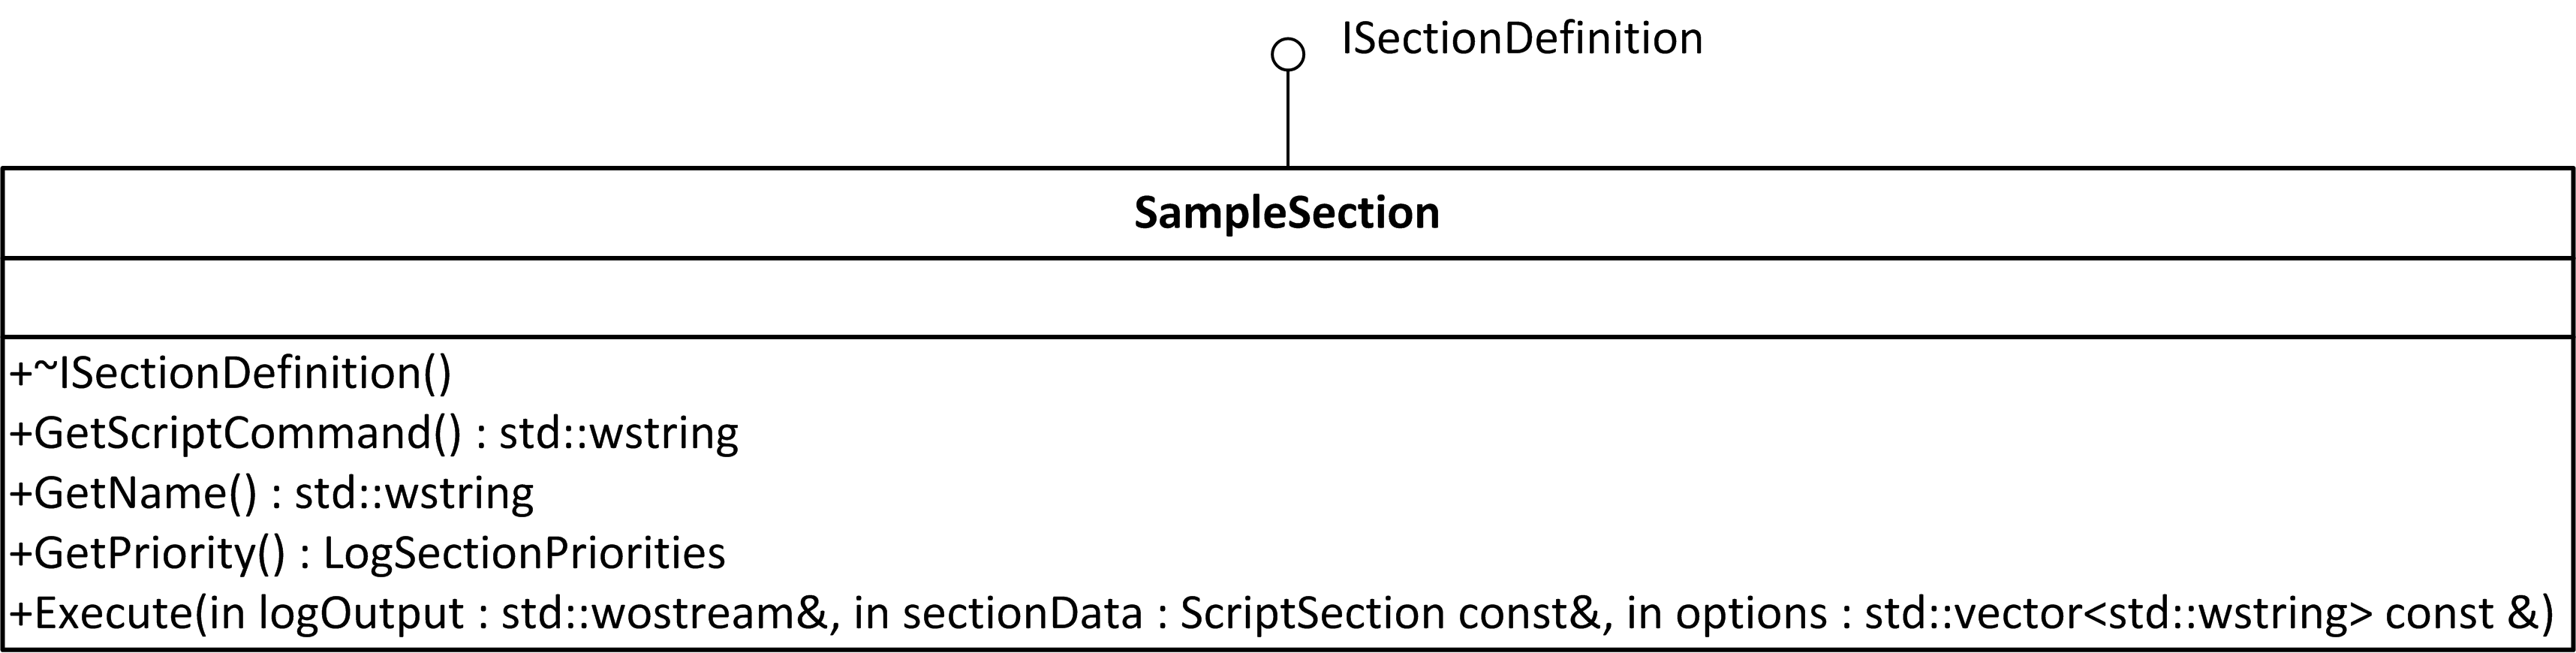 ISectionDefinition
SampleSection
+~ISectionDefinition()
+GetScriptCommand() : std::wstring
+GetName() : std::wstring
+GetPriority() : LogSectionPriorities
+Execute(in logOutput : std::wostream&, in sectionData : ScriptSection const&, in options : std::vector<std::wstring> const &)